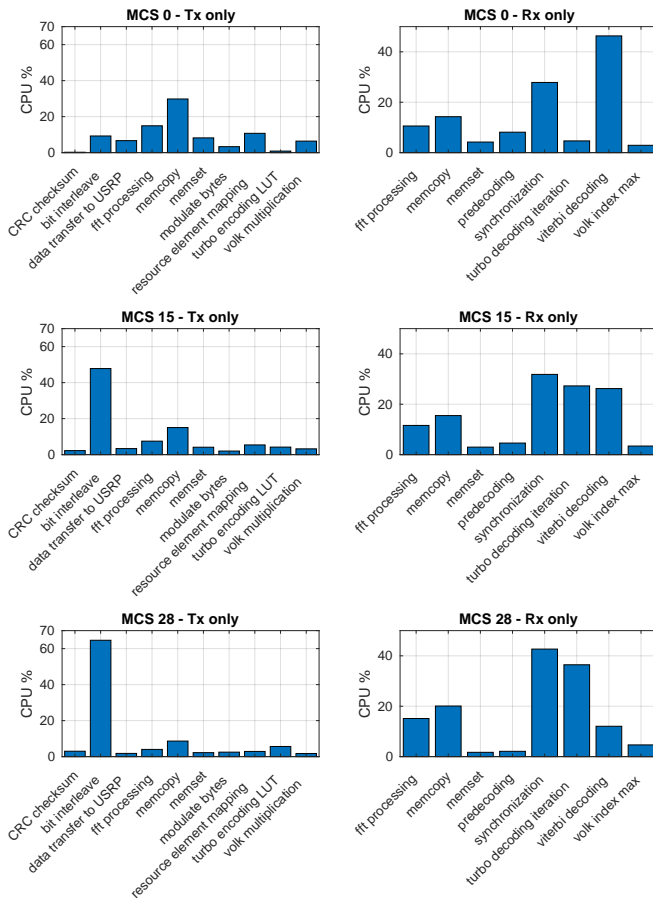 MCS 0 - Tx only
CPU %
70
60
40
20
0
CRC checksum
bit interleave
data transfer to USRP
fft processing
memcopy
memset
modulate bytes
resource element mapping
turbo encoding LUT
volk multiplication
MCS 0 - Rx only
CPU %
40
20
0
fft processing
memcopy
memset
predecoding
synchronization
turbo decoding iteration
viterbi decoding
volk index max
MCS 15 - Tx only
CPU %
70
60
40
20
0
CRC checksum
bit interleave
data transfer to USRP
fft processing
memcopy
memset
modulate bytes
resource element mapping
turbo encoding LUT
volk multiplication
MCS 15 - Rx only
CPU %
40
20
0
fft processing
memcopy
memset
predecoding
synchronization
turbo decoding iteration
viterbi decoding
volk index max
MCS 28 - Tx only
CPU %
70
60
40
20
0
CRC checksum
bit interleave
data transfer to USRP
fft processing
memcopy
memset
modulate bytes
resource element mapping
turbo encoding LUT
volk multiplication
MCS 28 - Rx only
CPU %
40
20
0
fft processing
memcopy
memset
predecoding
synchronization
turbo decoding iteration
viterbi decoding
volk index max